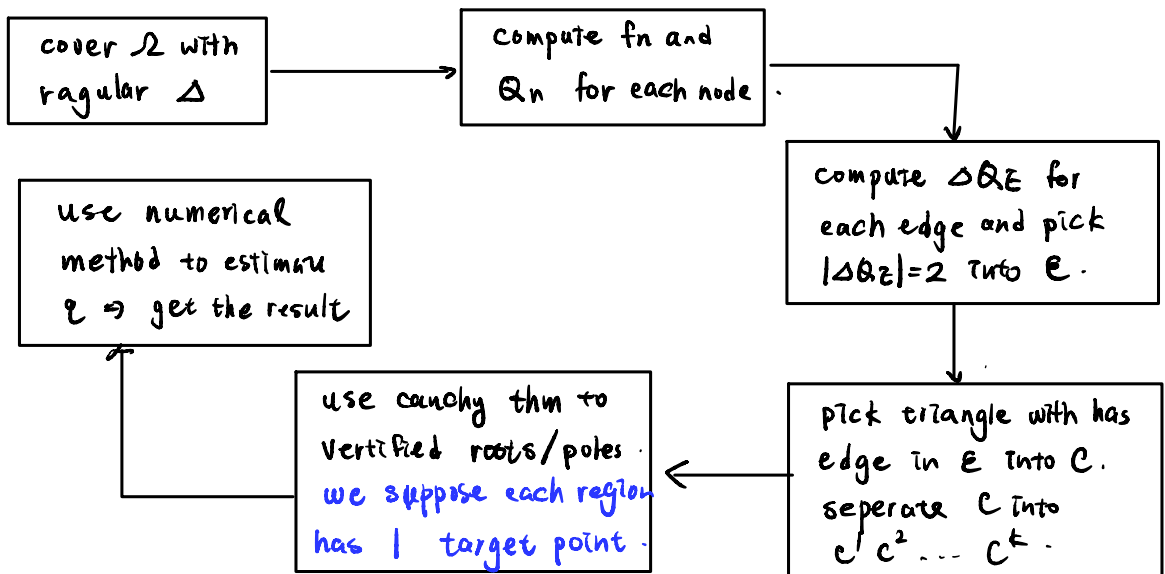 cover Ω with
ragular Δ
compute fn and
Qn for each node.
compute ΔQE for
each edge and pick
|ΔQE|=2 into E.
pick triangle with has
edge in E into C.
seperate C into
C¹ C² .... Cᵏ.
use cauchy thm to
vertified roots/poles.
we suppose each region
has 1 target point.
use numerical
method to estimate
q => get the result